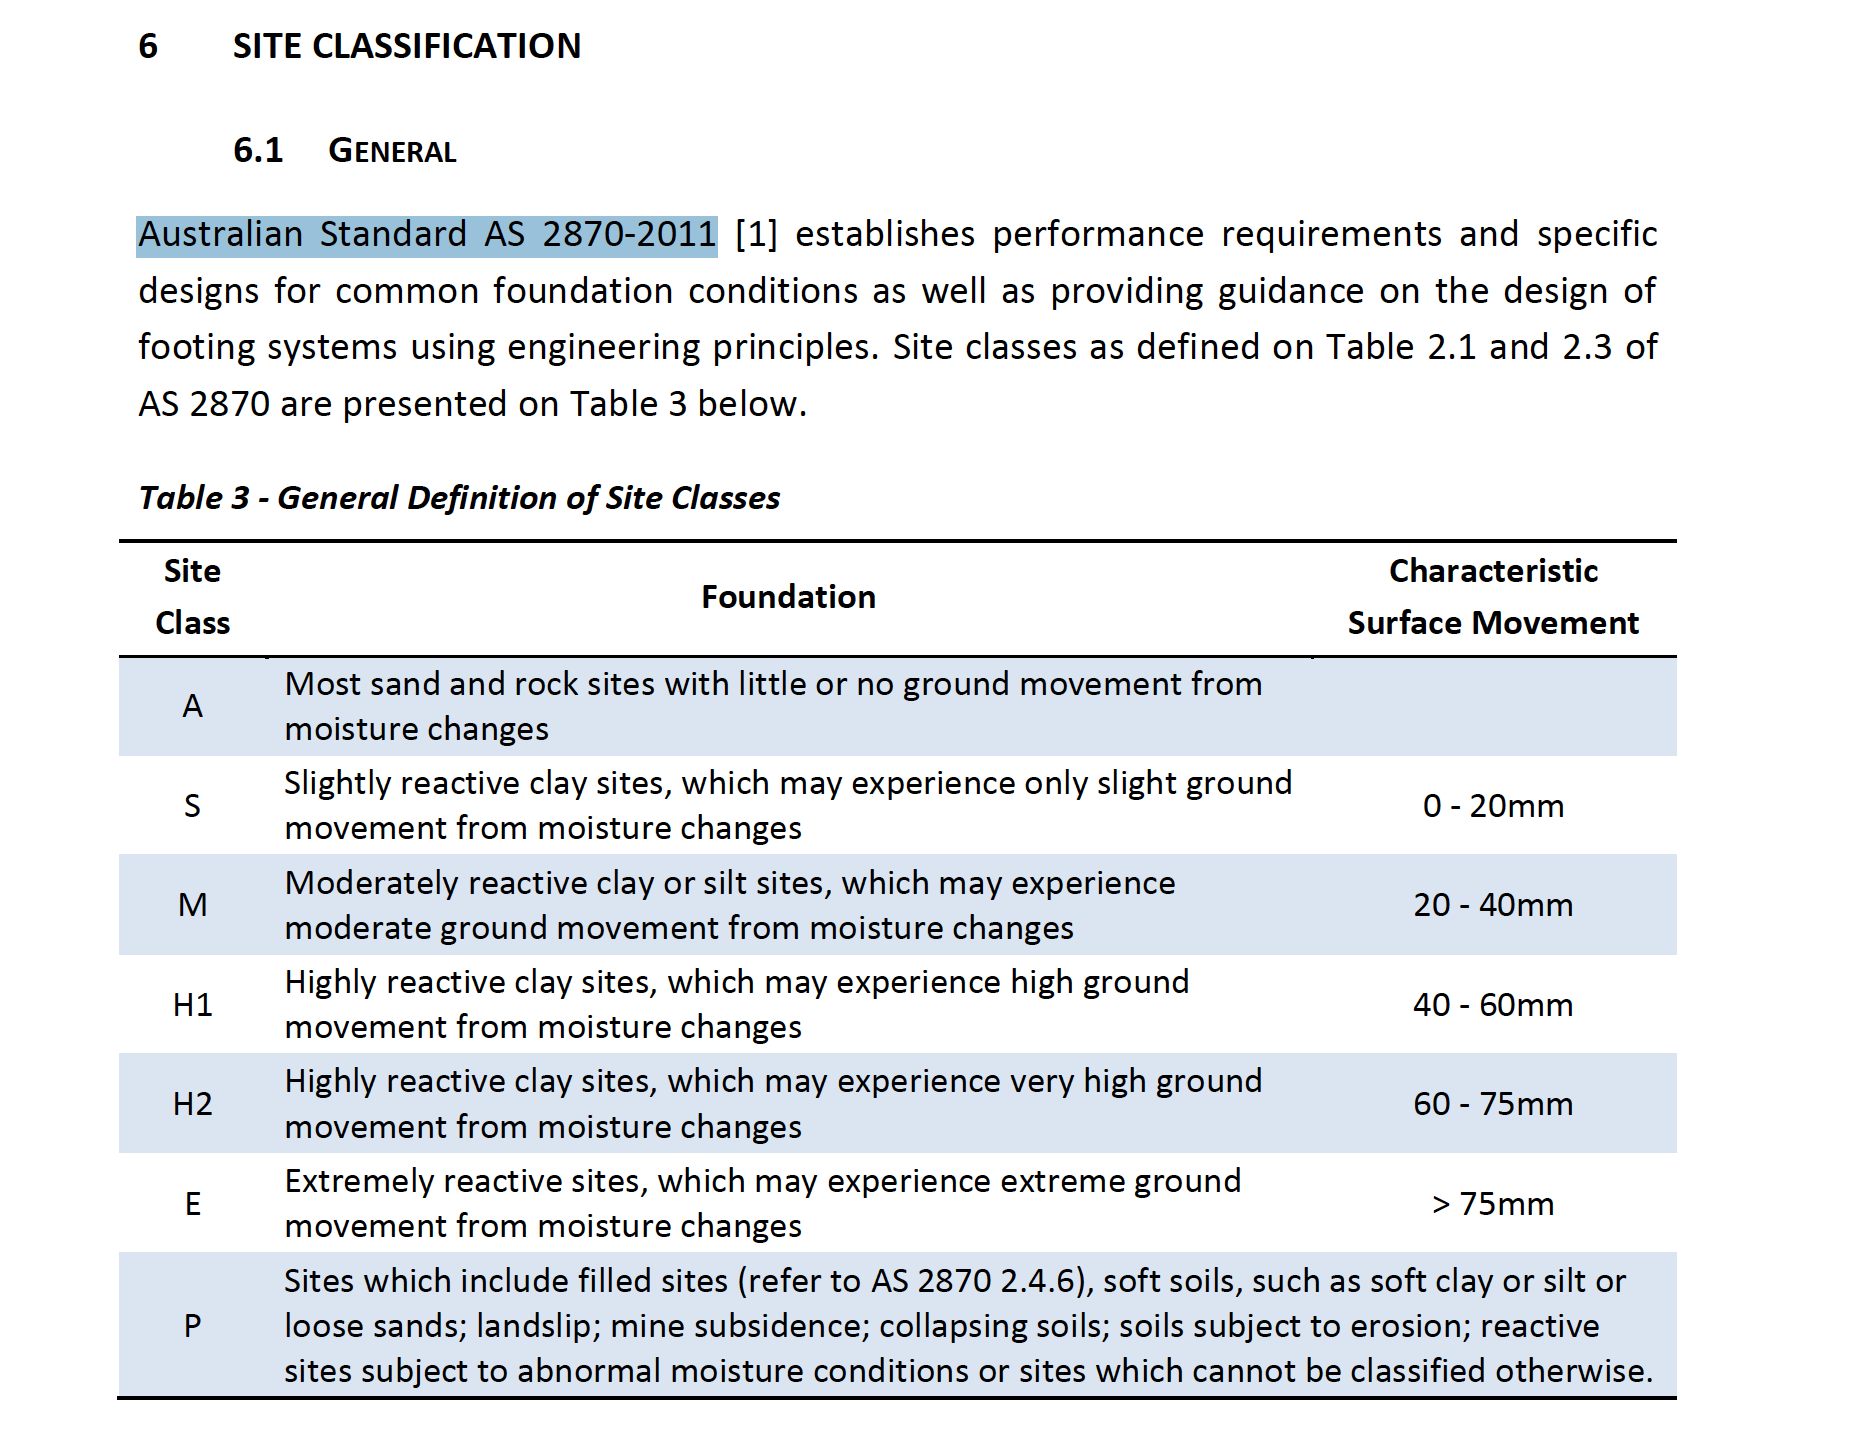 6 SITE CLASSIFICATION
6.1 GENERAL
Australian Standard AS 2870-2011 [1] establishes performance requirements and specific
designs for common foundation conditions as well as providing guidance on the design of
footing systems using engineering principles. Site classes as defined on Table 2.1 and 2.3 of
AS 2870 are presented on Table 3 below.
Table 3 - General Definition of Site Classes
Site
Class
Foundation
Characteristic
Surface Movement
A
Most sand and rock sites with little or no ground movement from
moisture changes
S
Slightly reactive clay sites, which may experience only slight ground
movement from moisture changes
0 - 20mm
M
Moderately reactive clay or silt sites, which may experience
moderate ground movement from moisture changes
20 - 40mm
H1
Highly reactive clay sites, which may experience high ground
movement from moisture changes
40 - 60mm
H2
Highly reactive clay sites, which may experience very high ground
movement from moisture changes
60 - 75mm
E
Extremely reactive sites, which may experience extreme ground
movement from moisture changes
> 75mm
P
Sites which include filled sites (refer to AS 2870 2.4.6), soft soils, such as soft clay or silt or
loose sands; landslip; mine subsidence; collapsing soils; soils subject to erosion; reactive
sites subject to abnormal moisture conditions or sites which cannot be classified otherwise.